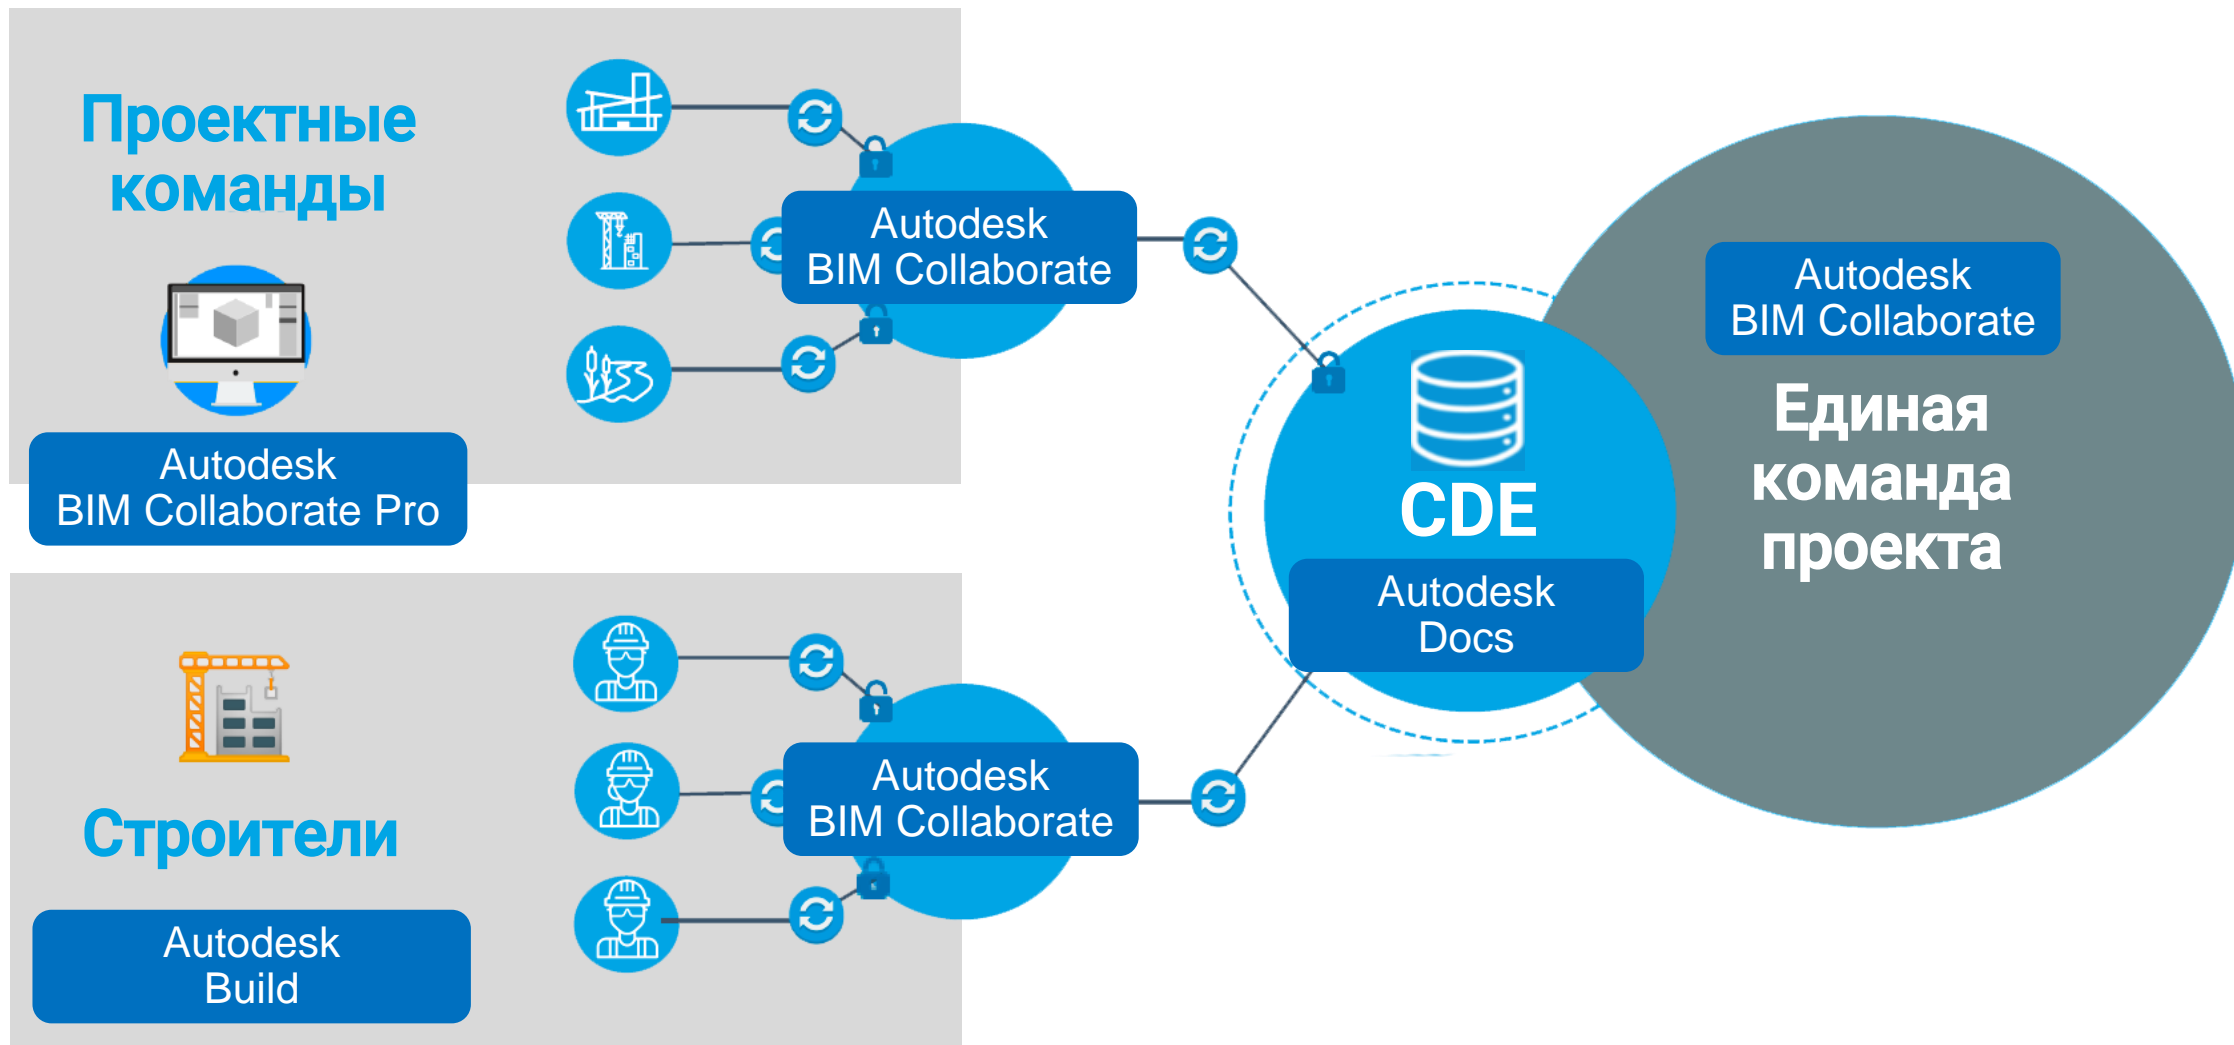 Проектные
команды
Autodesk
BIM Collaborate Pro
Autodesk
BIM Collaborate
Строители
Autodesk
Build
Autodesk
BIM Collaborate
CDE
Autodesk
Docs
Autodesk
BIM Collaborate
Единая
команда
проекта